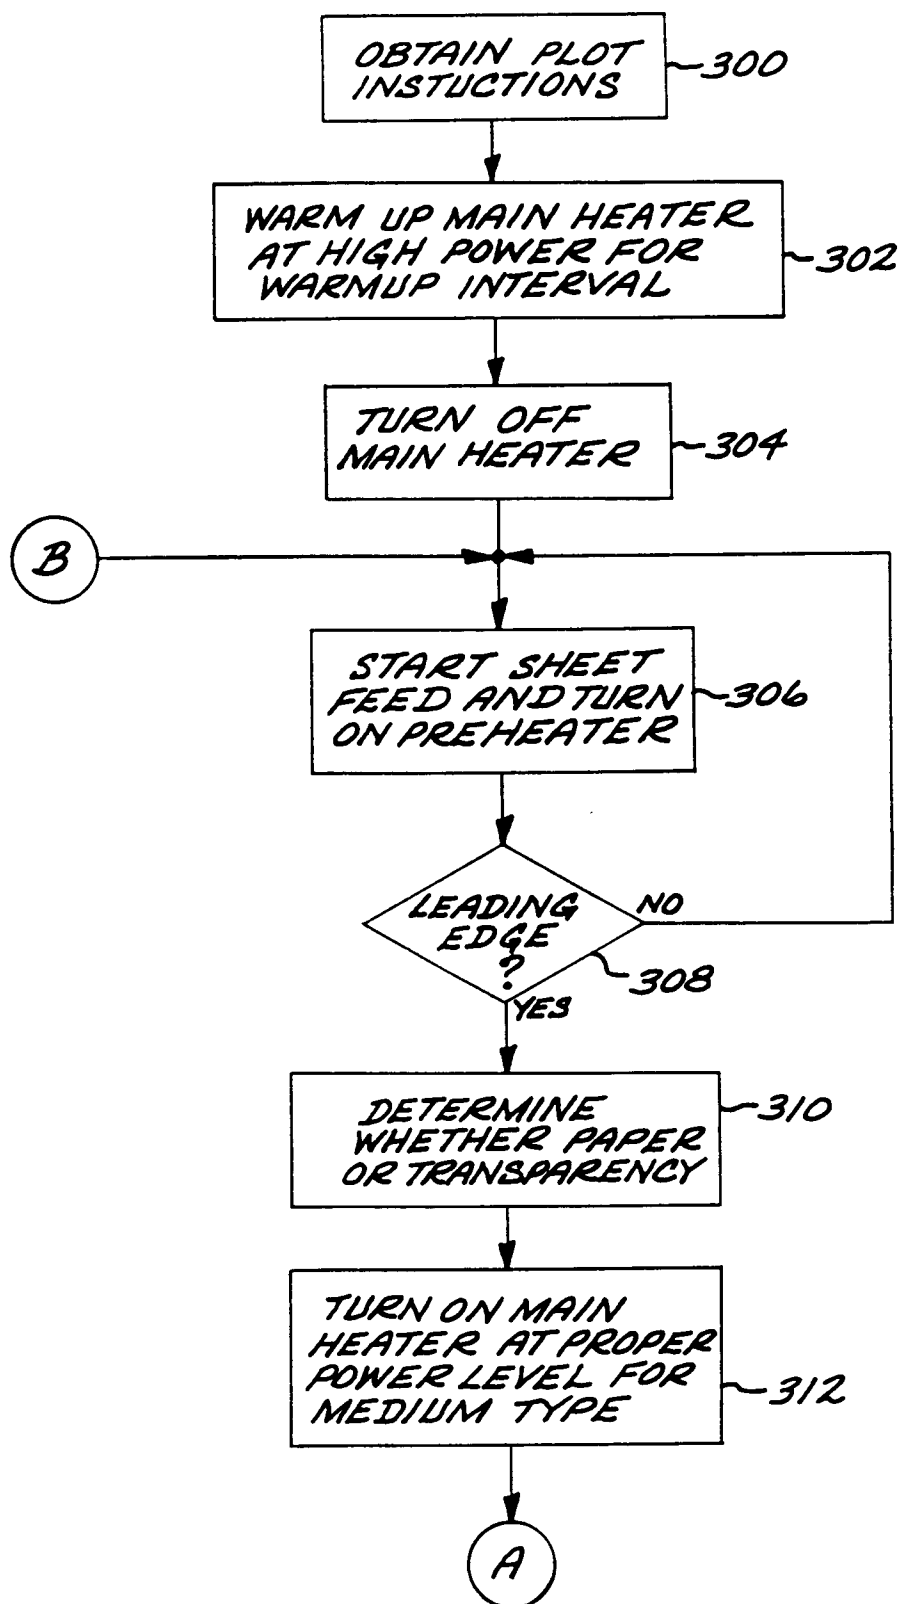 OBTAIN PLOT
INSTUCTIONS
300
WARM UP MAIN HEATER
AT HIGH POWER FOR
WARMUP INTERVAL
302
TURN OFF
MAIN HEATER
304
B
START SHEET
FEED AND TURN
ON PREHEATER
306
LEADING
EDGE
?
NO
308
YES
DETERMINE
WHETHER PAPER
OR TRANSPARENCY
310
TURN ON MAIN
HEATER AT PROPER
POWER LEVEL FOR
MEDIUM TYPE
312
A